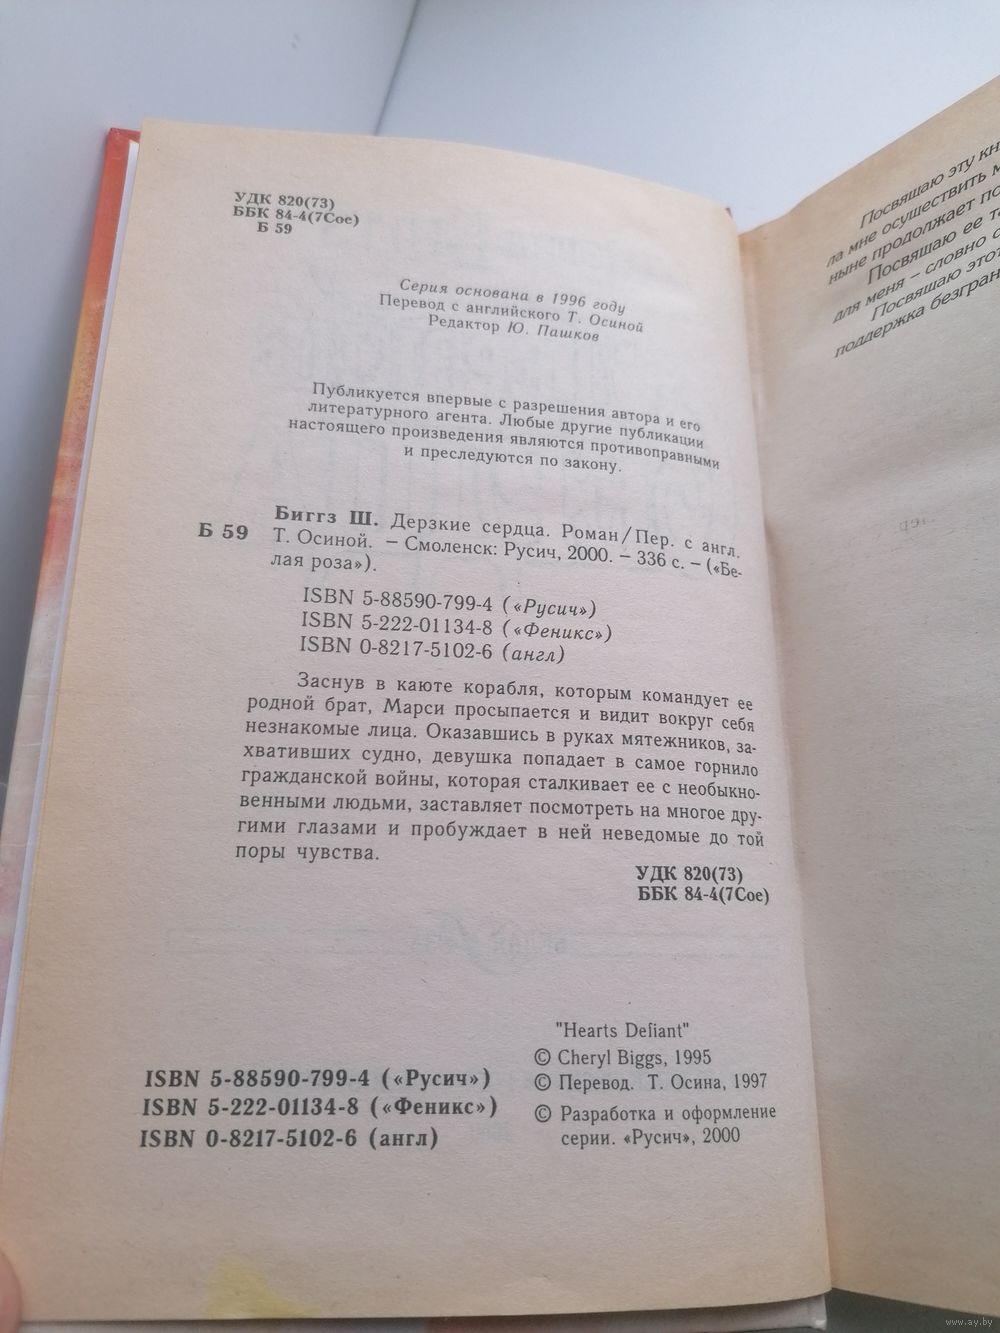 УДК 820(73)
ББК 84-4(7Сое)
Б 59
Серия основана в 1996 году
Перевод с английского Т. Осиной
Редактор Ю. Пашков
Публикуется впервые с разрешения автора и его
литературного агента. Любые другие публикации
настоящего произведения являются противоправными
и преследуются по закону.
Биггз Ш. Дерзкие сердца. Роман/Пер. с англ.
Б 59 Т. Осиной. – Смоленск: Русич, 2000. – 336 с. – («Бе-
лая роза»).
ISBN 5-88590-799-4 («Русич»)
ISBN 5-222-01134-8 («Феникс»)
ISBN 0-8217-5102-6 (англ)
Заснув в каюте корабля, которым командует ее
родной брат, Марси просыпается и видит вокруг себя
незнакомые лица. Оказавшись в руках мятежников, за-
хвативших судно, девушка попадает в самое горнило
гражданской войны, которая сталкивает ее с необыкно-
венными людьми, заставляет посмотреть на многое дру-
гими глазами и пробуждает в ней неведомые до той
поры чувства.
УДК 820(73)
ББК 84-4(7Сое)
ISBN 5-88590-799-4 («Русич»)
ISBN 5-222-01134-8 («Феникс»)
ISBN 0-8217-5102-6 (англ)
"Hearts Defiant"
© Cheryl Biggs, 1995
© Перевод. Т. Осина, 1997
© Разработка и оформление
серии. «Русич», 2000
Посвящаю эту кн
ла мне осуществить м
ныне продолжает по
Посвящаю ее та
для меня – словно с
Посвящаю этот
поддержка безгран
www.ay.by